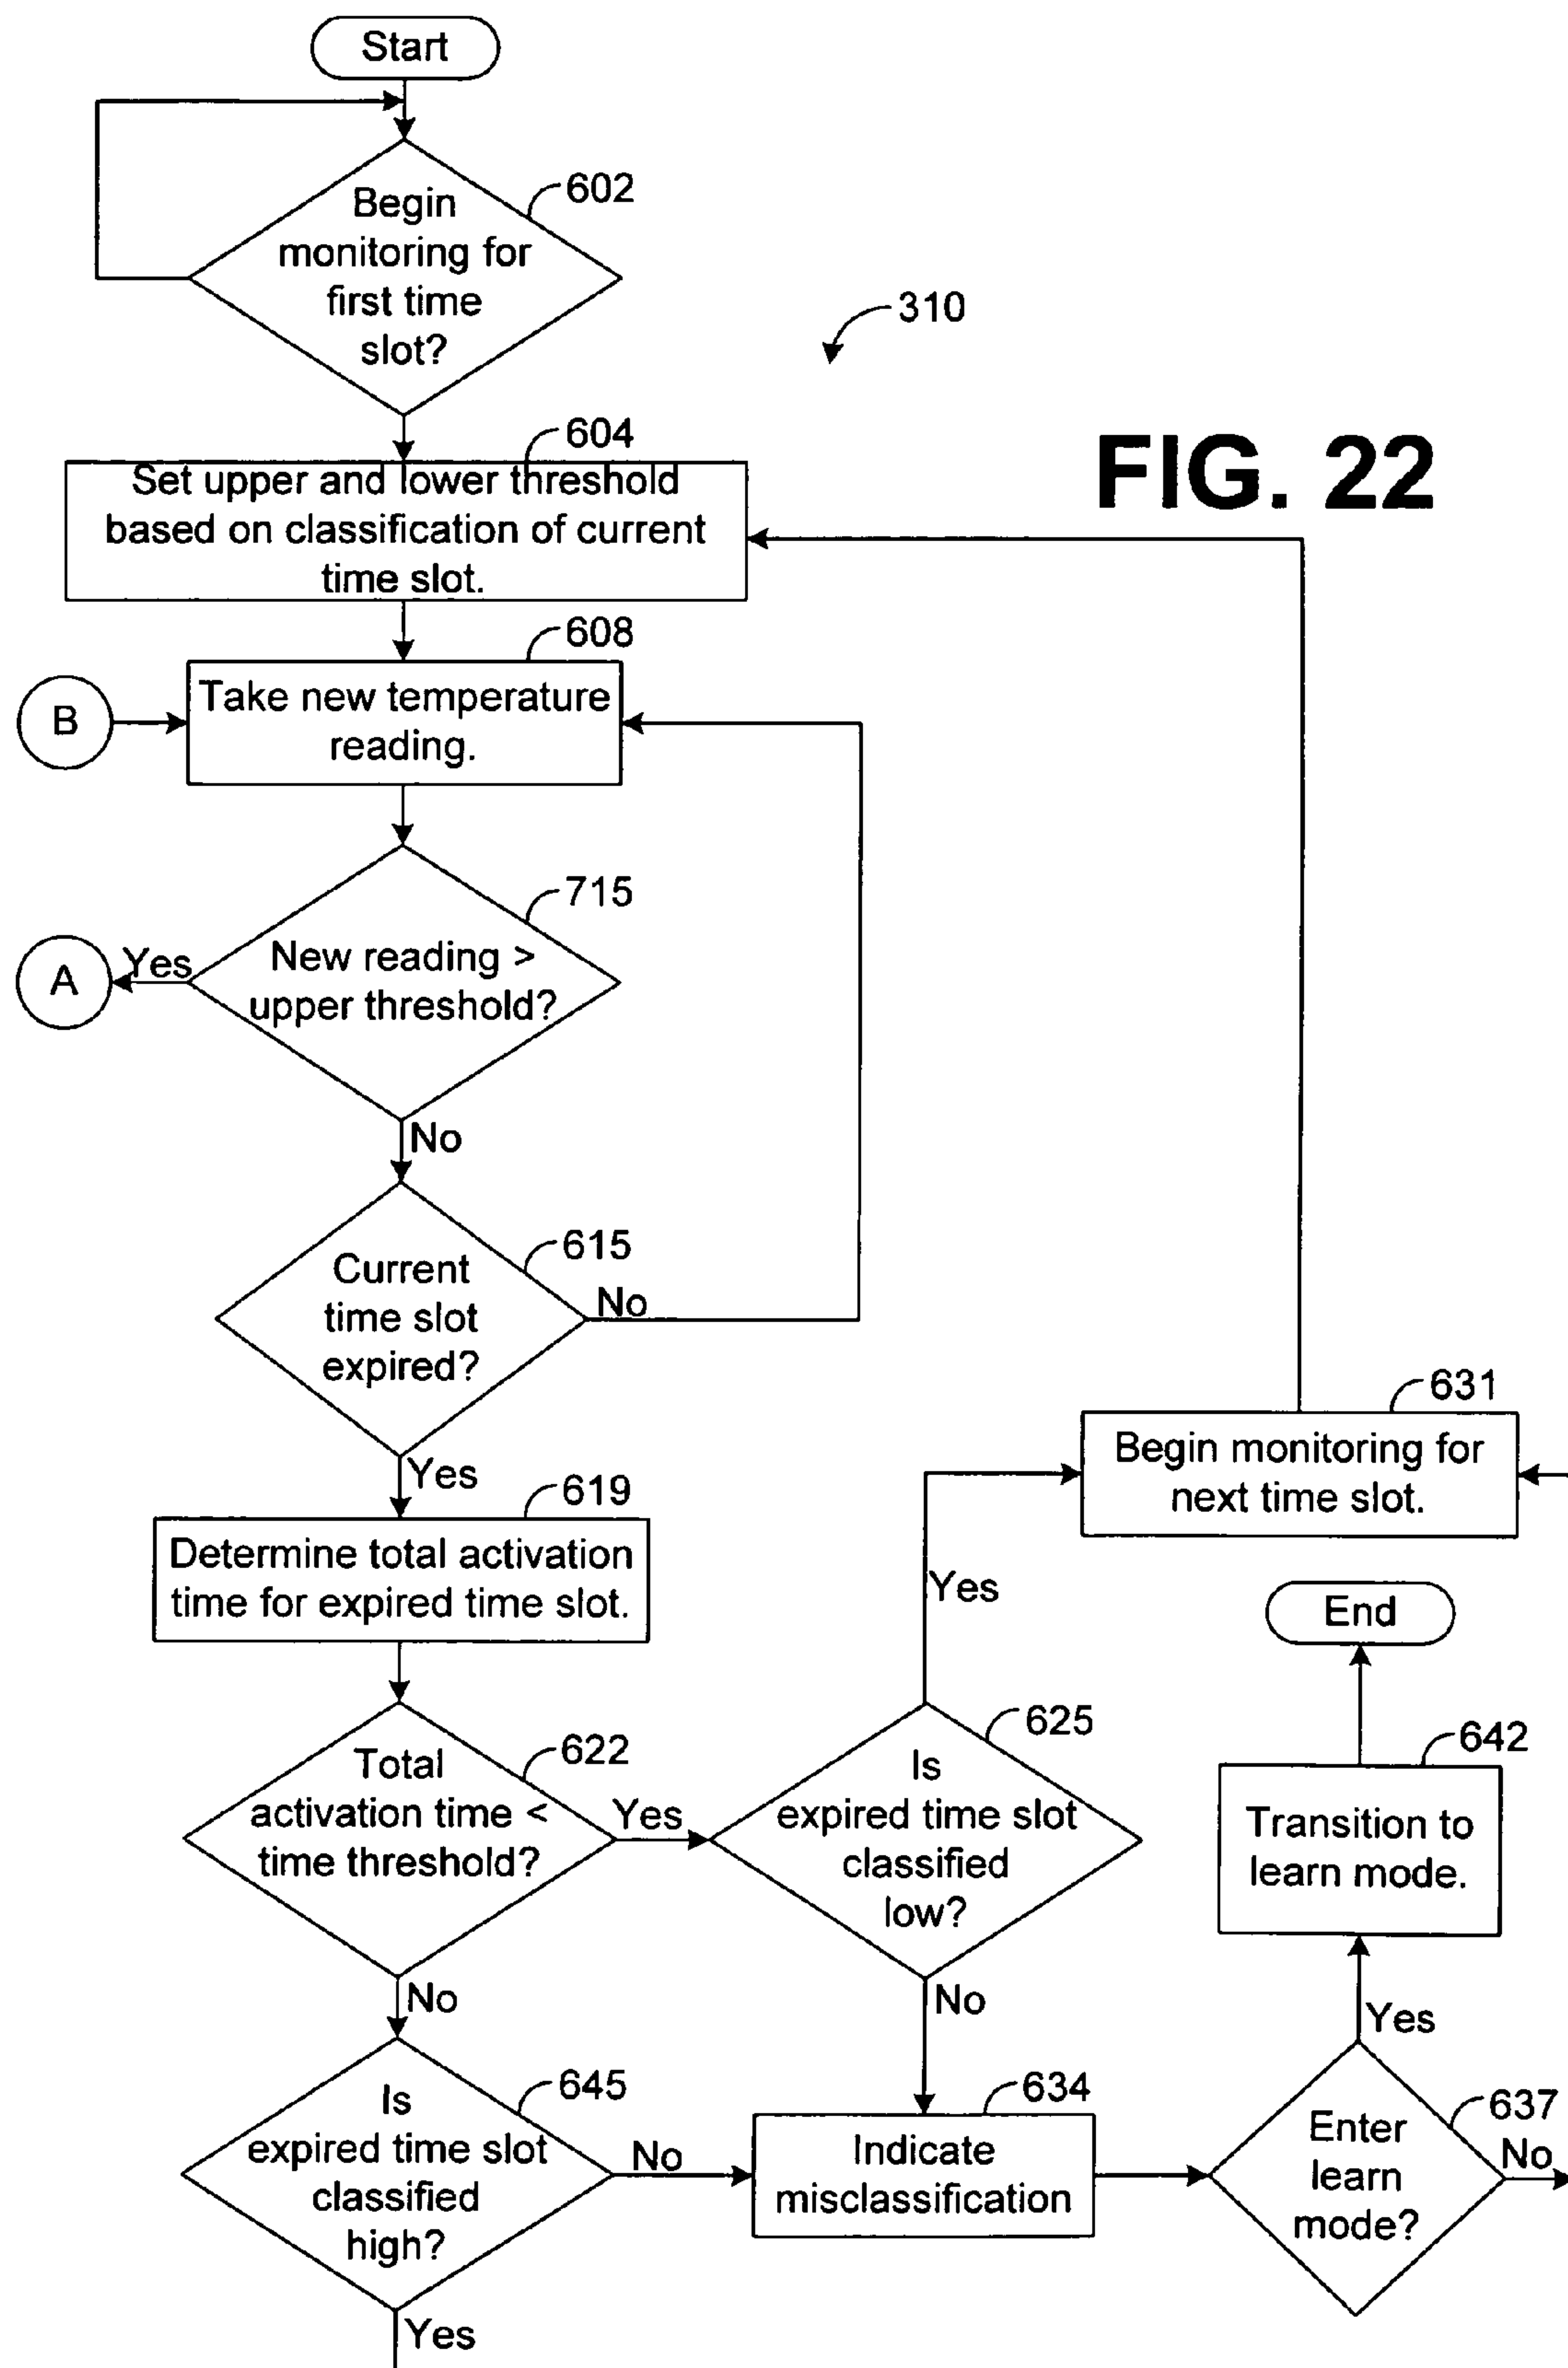 Start
Begin
monitoring for
first time
slot?
602
310
FIG. 22
604
Set upper and lower threshold
based on classification of current
time slot.
608
B
Take new temperature
reading.
715
A
Yes
New reading >
upper threshold?
No
615
Current
time slot
expired?
No
Yes
631
Begin monitoring for
next time slot.
619
Determine total activation
time for expired time slot.
Yes
End
622
Total
activation time <
time threshold?
Yes
625
Is
expired time slot
classified
low?
642
Transition to
learn mode.
No
No
Yes
645
Is
expired time slot
classified
high?
No
634
Indicate
misclassification
637
Enter
learn
mode?
No
Yes